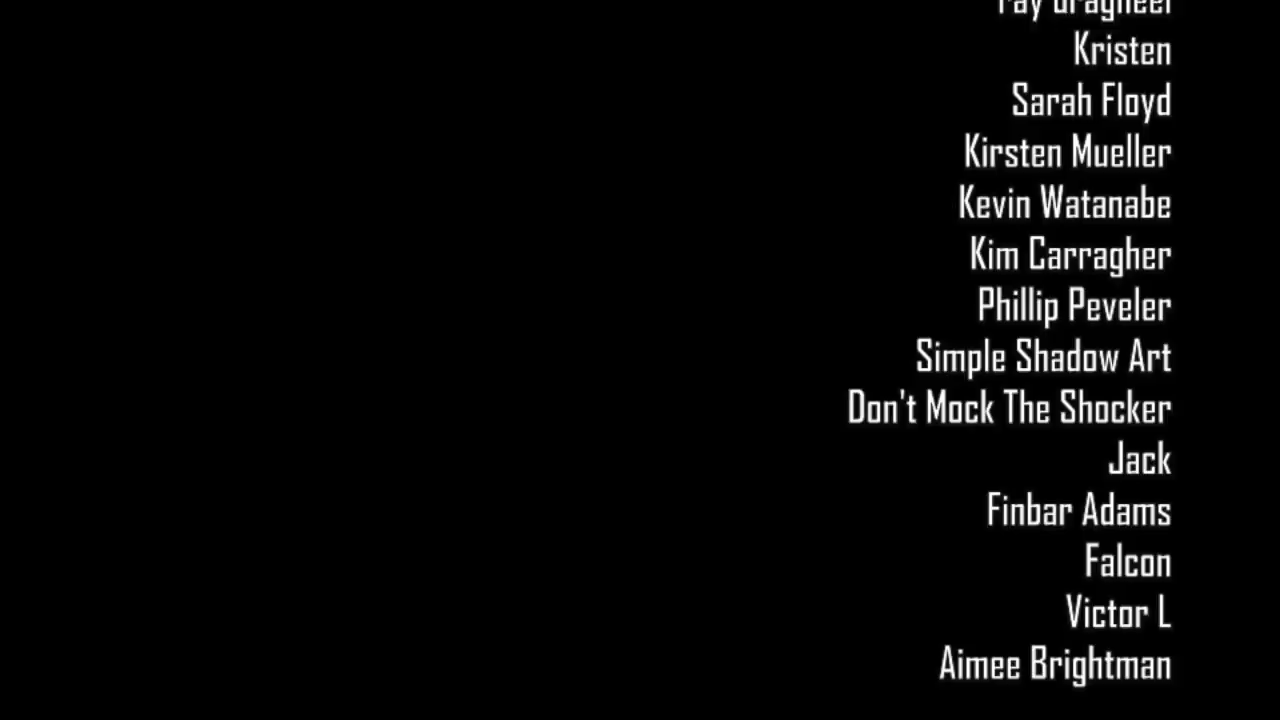 Kristen
Sarah Floyd
Kirsten Mueller
Kevin Watanabe
Kim Carragher
Phillip Peveler
Simple Shadow Art
Don't Mock The Shocker
Jack
Finbar Adams
Falcon
Victor L
Aimee Brightman